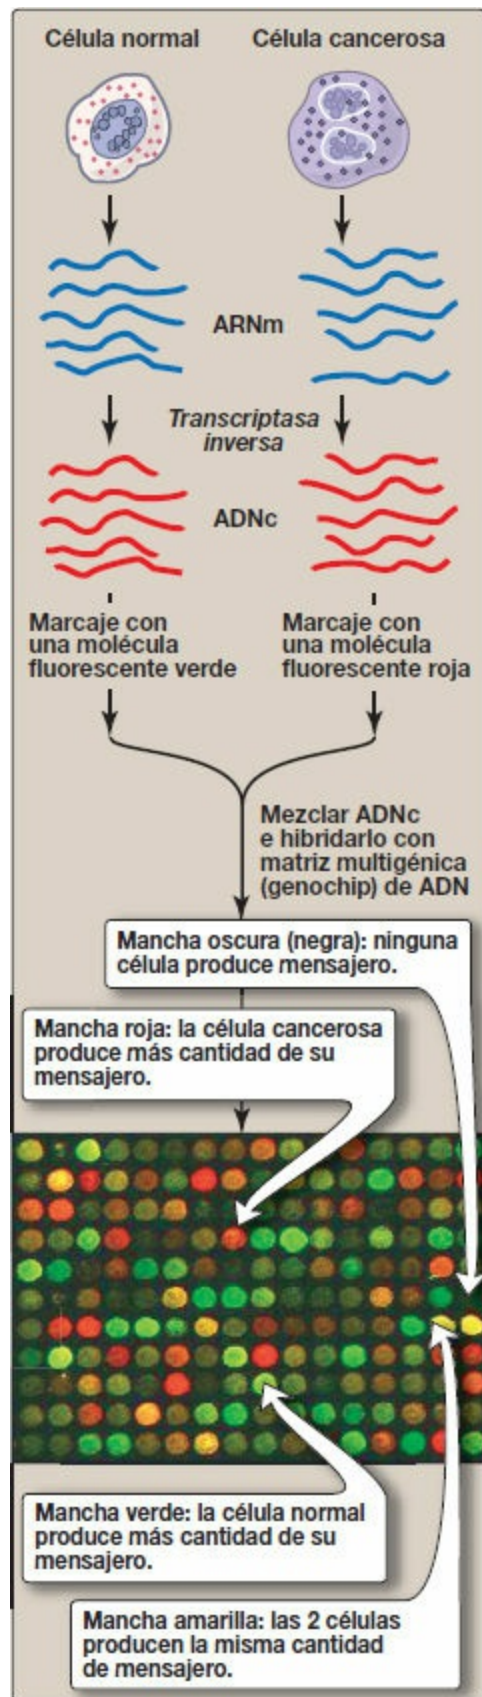 Célula normal
Célula cancerosa
ARNm
Transcriptasa
inversa
ADNc
Marcaje con
una molécula
fluorescente verde
Marcaje con
una molécula
fluorescente roja
Mezclar ADNc
e hibridarlo con
matriz multigénica
(genochip) de ADN
Mancha oscura (negra): ninguna
célula produce mensajero.
Mancha roja: la célula cancerosa
produce más cantidad de su
mensajero.
Mancha verde: la célula normal
produce más cantidad de su
mensajero.
Mancha amarilla: las 2 células
producen la misma cantidad
de mensajero.